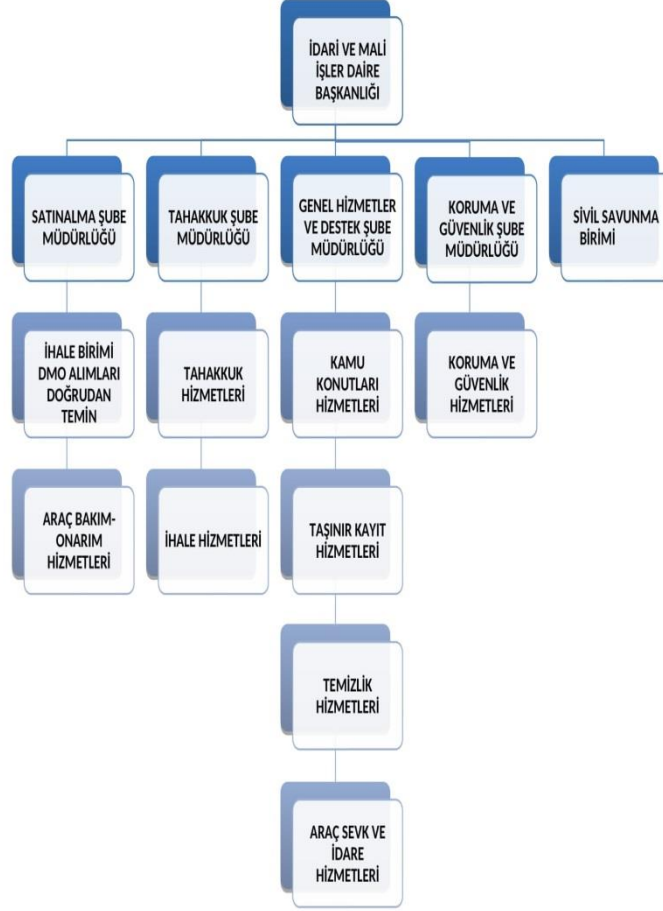 İDARİ VE MALİ
İŞLER DAİRE
BAŞKANLIĞI
SATINALMA ŞUBE
MÜDÜRLÜĞÜ
TAHAKKUK ŞUBE
MÜDÜRLÜĞÜ
GENEL HİZMETLER
VE DESTEK ŞUBE
MÜDÜRLÜĞÜ
KORUMA VE
GÜVENLİK ŞUBE
MÜDÜRLÜĞÜ
SİVİL SAVUNMA
BİRİMİ
İHALE BİRİMİ
DMO ALIMLARI
DOĞRUDAN
TEMİN
TAHAKKUK
HİZMETLERİ
KAMU
KONUTLARI
HİZMETLERİ
KORUMA VE
GÜVENLİK
HİZMETLERİ
ARAÇ BAKIM-
ONARIM
HİZMETLERİ
İHALE HİZMETLERİ
TAŞINIR KAYIT
HİZMETLERİ
TEMİZLİK
HİZMETLERİ
ARAÇ SEVK VE
İDARE
HİZMETLERİ